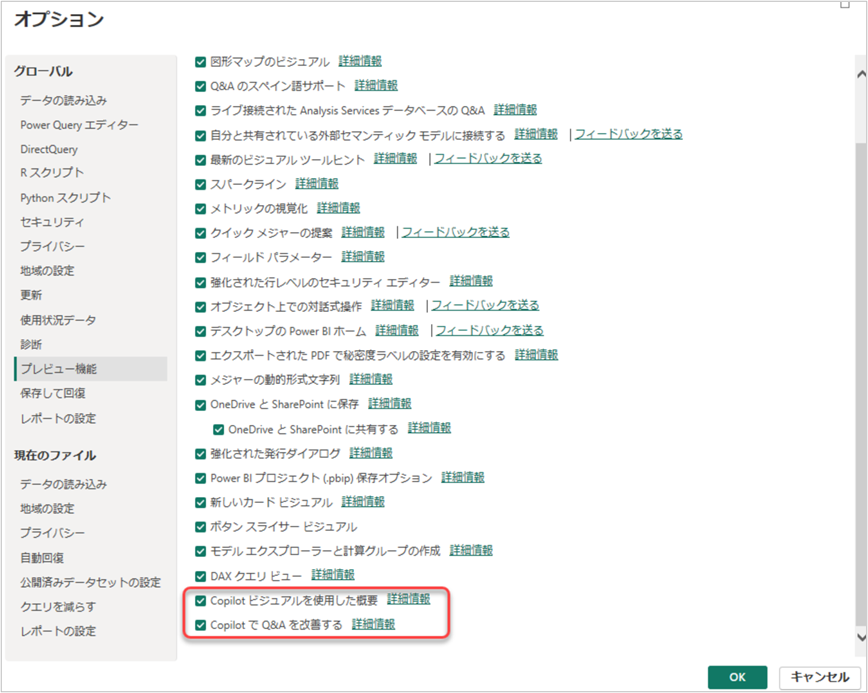 オプション
グローバル
データの読み込み
Power Query エディター
DirectQuery
R スクリプト
Python スクリプト
セキュリティ
プライバシー
地域の設定
更新
使用状況データ
診断
プレビュー機能
保存して回復
レポートの設定
現在のファイル
データの読み込み
地域の設定
プライバシー
自動回復
公開済みデータセットの設定
クエリを減らす
レポートの設定
図形マップのビジュアル 詳細情報
Q&A のスペイン語サポート 詳細情報
ライブ接続された Analysis Services データベースの Q&A 詳細情報
自分と共有されている外部セマンティック モデルに接続する 詳細情報 | フィードバックを送る
最新のビジュアル ツールヒント 詳細情報 | フィードバックを送る
スパークライン 詳細情報
メトリックの視覚化 詳細情報
クイック メジャーの提案 詳細情報 | フィードバックを送る
フィールド パラメーター 詳細情報
強化された行レベルのセキュリティ エディター 詳細情報
オブジェクト上での対話式操作 詳細情報 | フィードバックを送る
デスクトップの Power BI ホーム 詳細情報 | フィードバックを送る
エクスポートされた PDF で秘密度ラベルの設定を有効にする 詳細情報
メジャーの動的形式文字列 詳細情報
OneDrive と SharePoint に保存 詳細情報
OneDrive と SharePoint に共有する 詳細情報
強化された発行ダイアログ 詳細情報
Power BI プロジェクト (.pbip) 保存オプション 詳細情報
新しいカード ビジュアル 詳細情報
ボタン スライサー ビジュアル
モデル エクスプローラーと計算グループの作成 詳細情報
DAX クエリ ビュー 詳細情報
Copilot ビジュアルを使用した概要 詳細情報
Copilot で Q&A を改善する 詳細情報
OK
キャンセル